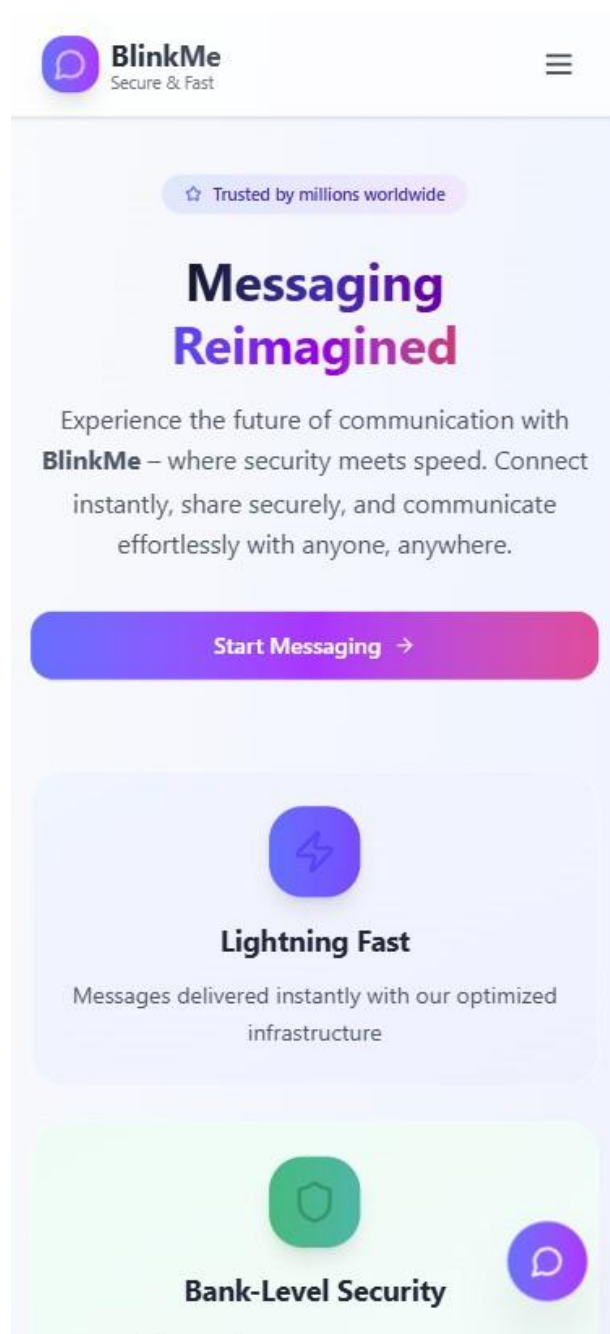 BlinkMe
Secure & Fast
Trusted by millions worldwide
Messaging
Reimagined
Experience the future of communication with
BlinkMe – where security meets speed. Connect
instantly, share securely, and communicate
effortlessly with anyone, anywhere.
Start Messaging →
Lightning Fast
Messages delivered instantly with our optimized
infrastructure
Bank-Level Security